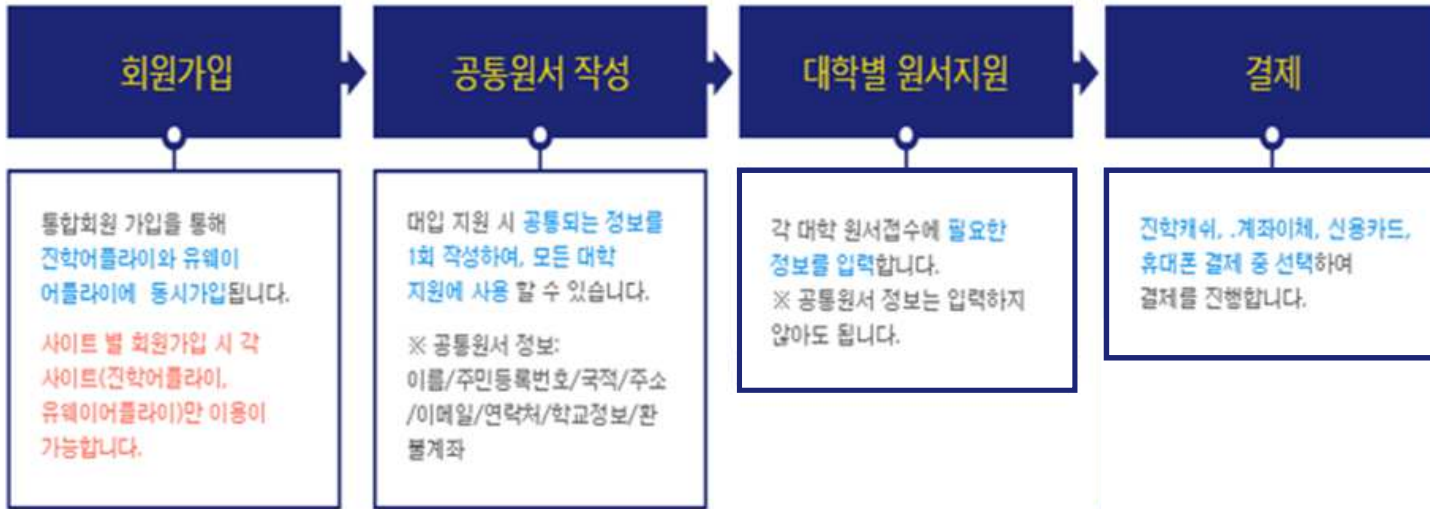 회원가입
통합회원 가입을 통해
진학어플라이와 유웨이
어플라이에 동시가입됩니다.
사이트 별 회원가입 시 각
사이트(진학어플라이,
유웨이어플라이)만 이용이
가능합니다.
공통원서 작성
대입 지원 시 공통되는 정보를
1회 작성하여, 모든 대학
지원에 사용 할 수 있습니다.
※ 공통원서 정보:
이름/주민등록번호/국적/주소
/이메일/연락처/학교정보/환
불계좌
대학별 원서지원
각 대학 원서접수에 필요한
정보를 입력합니다.
※ 공통원서 정보는 입력하지
않아도 됩니다.
결제
진학캐쉬, .계좌이체, 신용카드,
휴대폰 결제 중 선택하여
결제를 진행합니다.